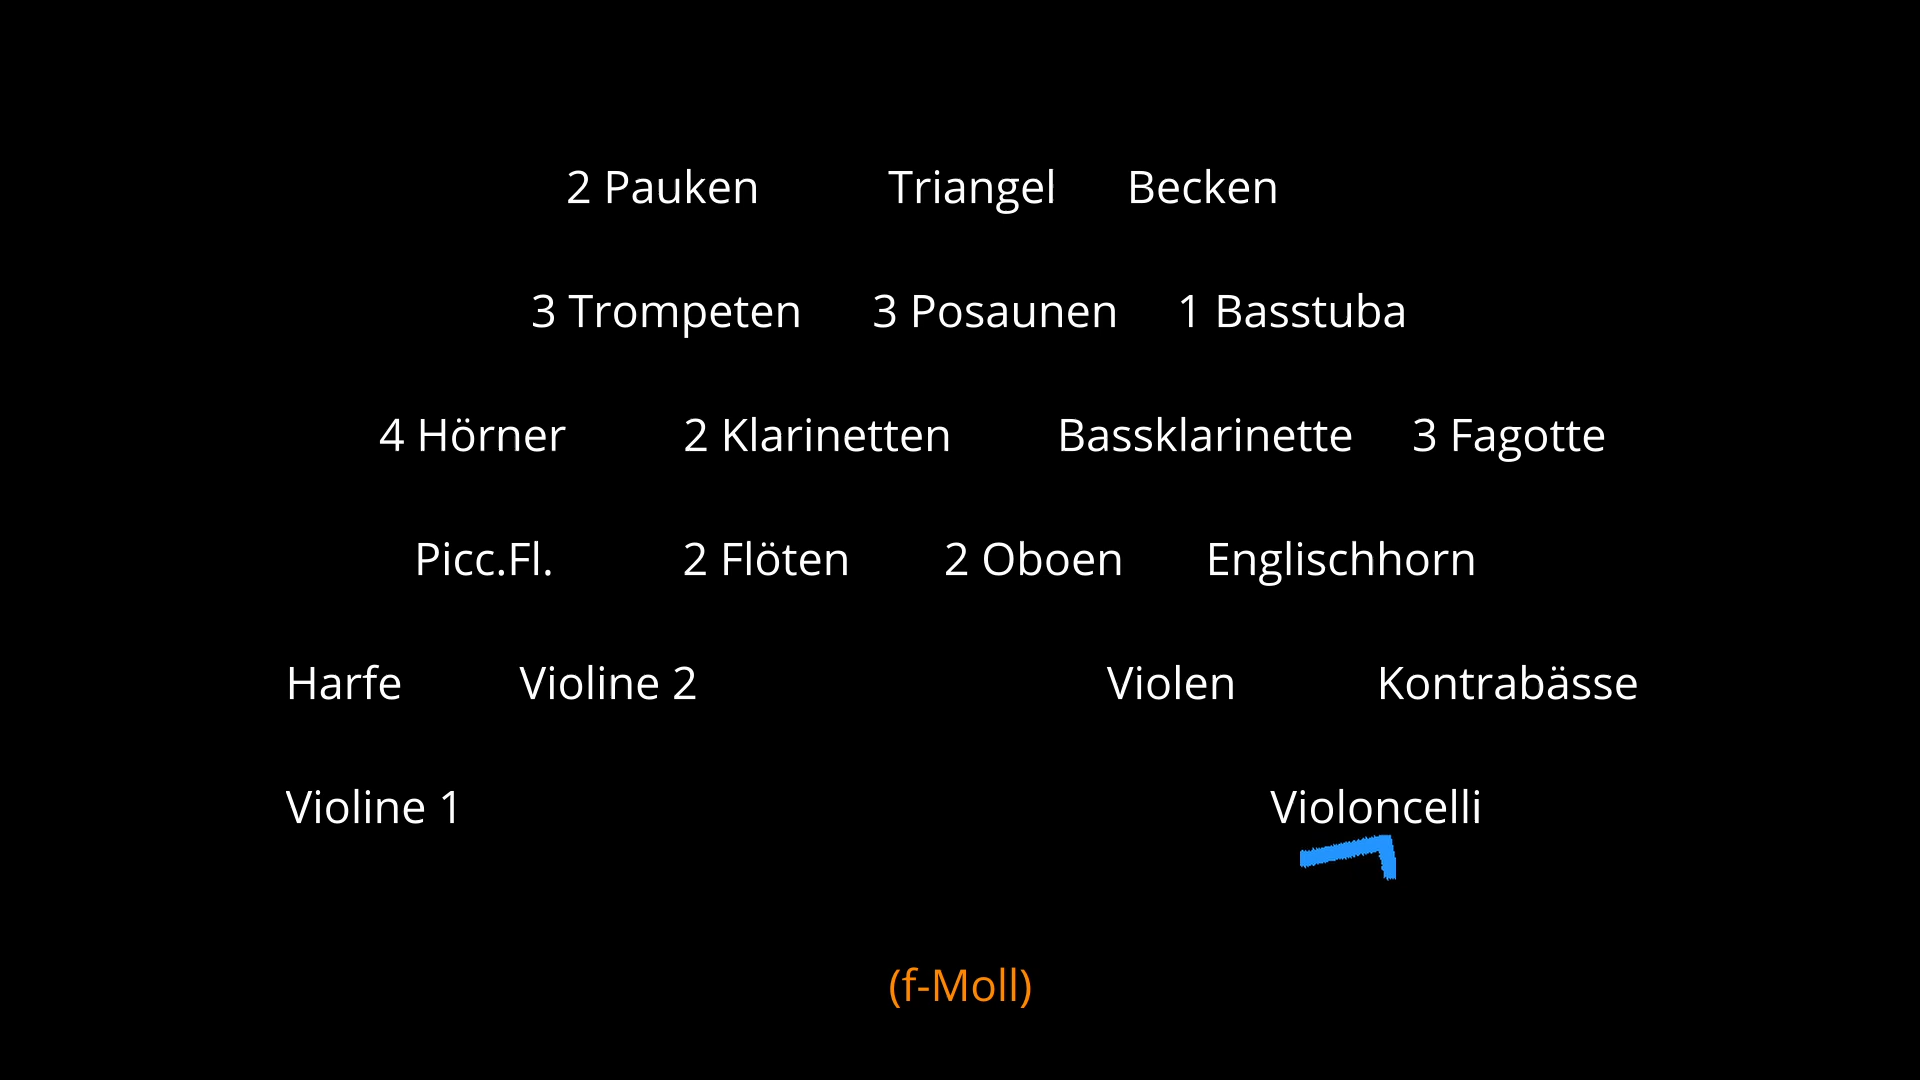 2 Pauken Triangel Becken
3 Trompeten 3 Posaunen 1 Basstuba
4 Hörner 2 Klarinetten Bassklarinette 3 Fagotte
Picc.Fl. 2 Flöten 2 Oboen Englischhorn
Harfe Violine 2 Violen Kontrabässe
Violine 1 Violoncelli
(f-Moll)